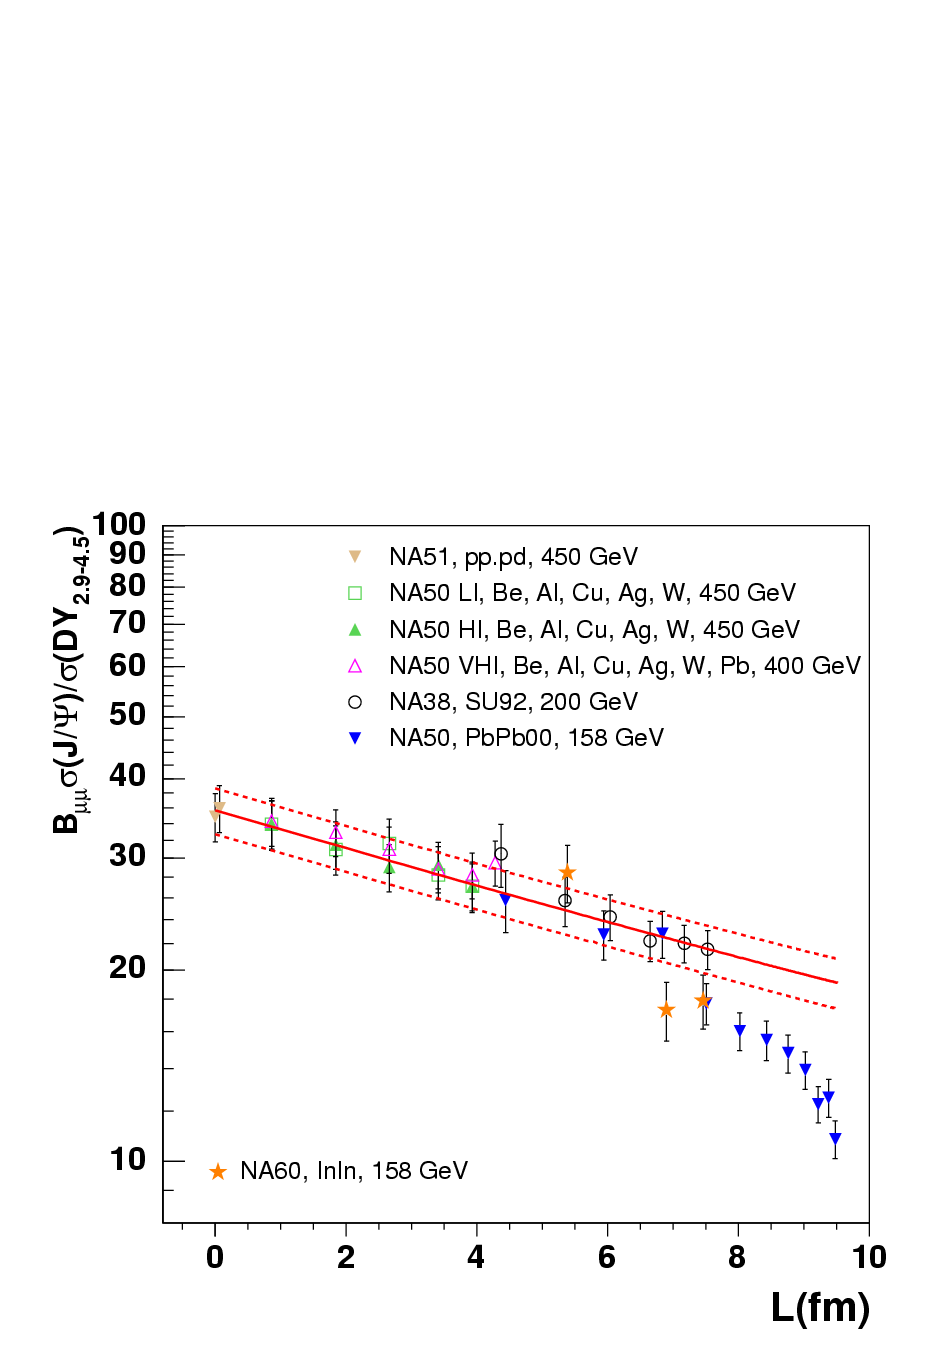 B_μμσ(J/Ψ)/σ(DY_2.9-4.5)
100
90
80
70
60
50
40
30
20
10
NA51, pp.pd, 450 GeV
NA50 LI, Be, Al, Cu, Ag, W, 450 GeV
NA50 HI, Be, Al, Cu, Ag, W, 450 GeV
NA50 VHI, Be, Al, Cu, Ag, W, Pb, 400 GeV
NA38, SU92, 200 GeV
NA50, PbPb00, 158 GeV
NA60, InIn, 158 GeV
0 2 4 6 8 10
L(fm)